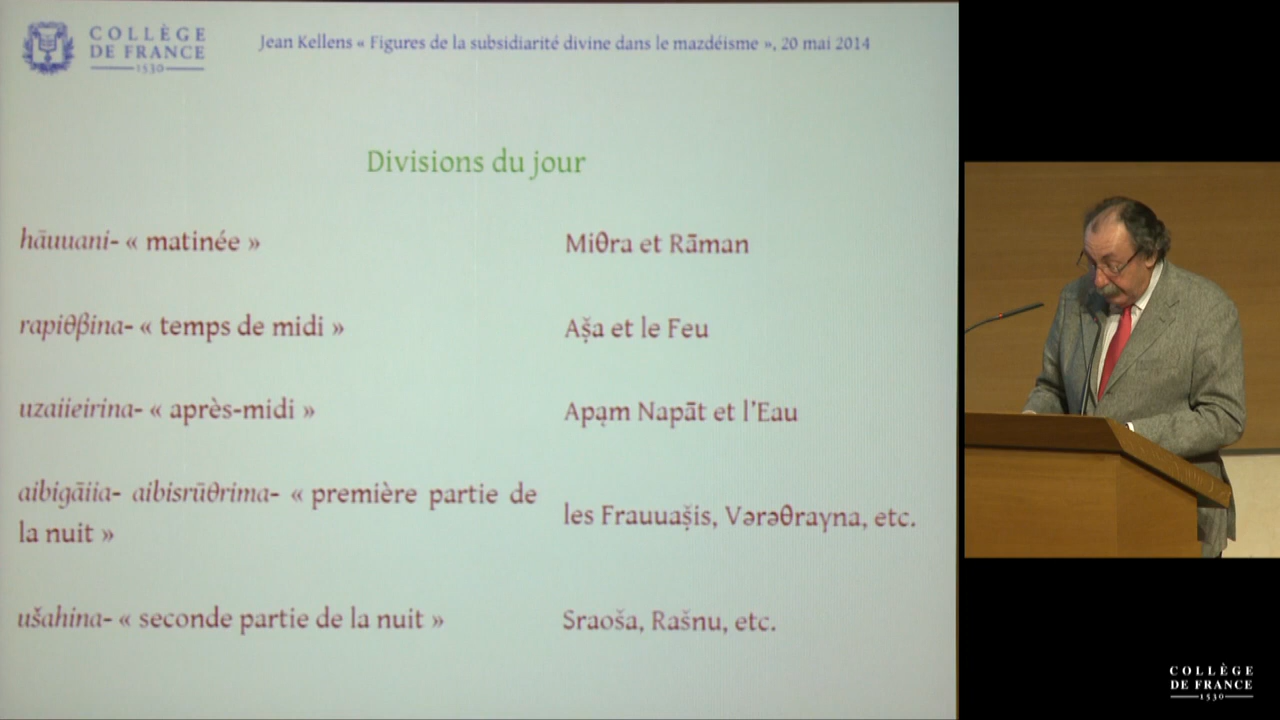 COLLÈGE
DE FRANCE
1530
Jean Kellens « Figures de la subsidiarité divine dans le mazdéisme », 20 mai 2014
Divisions du jour
hāuuani- « matinée »
Miθra et Rāman
rapiθβina- « temps de midi »
Aṣ̌a et le Feu
uzaiieirina- « après-midi »
Apąm Napāt et l'Eau
aibigāiia- aibisrūθrima- « première partie de
la nuit »
les Frauuaṣ̌is, Vərəθraγna, etc.
ušahina- « seconde partie de la nuit »
Sraoša, Rašnu, etc.
COLLÈGE
DE FRANCE
1530